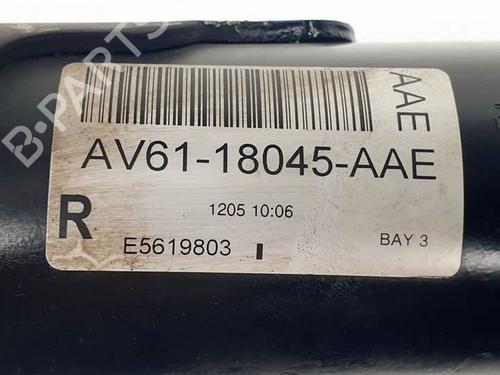 B-PARTS
AAE
AV61-18045-AAE
R
1205 10:06
E5619803
BAY 3